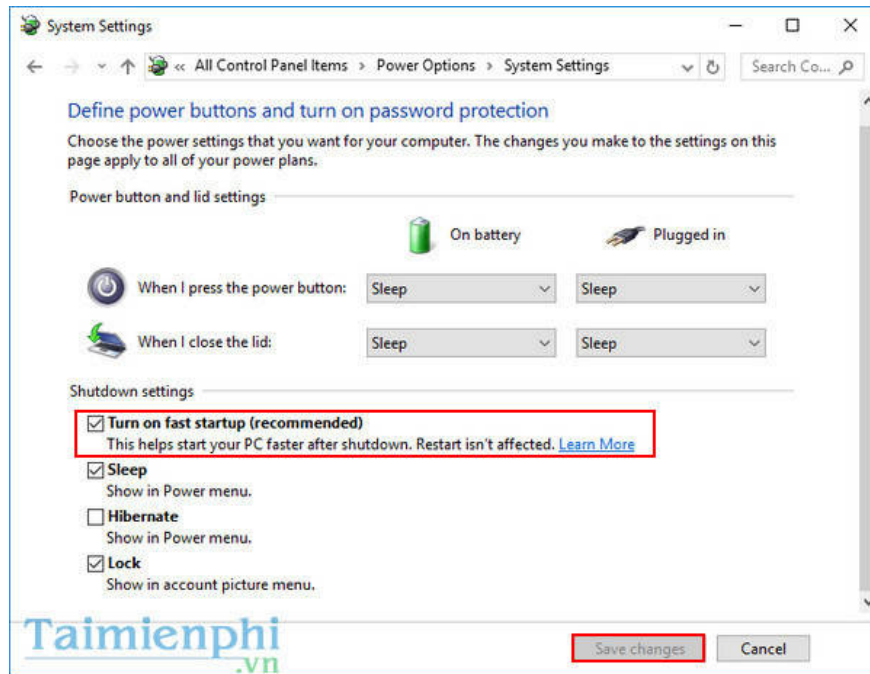 System Settings
« All Control Panel Items > Power Options > System Settings
Search Co...
Define power buttons and turn on password protection
Choose the power settings that you want for your computer. The changes you make to the settings on this
page apply to all of your power plans.
Power button and lid settings
On battery
Plugged in
When I press the power button:
Sleep
Sleep
When I close the lid:
Sleep
Sleep
Shutdown settings
Turn on fast startup (recommended)
This helps start your PC faster after shutdown. Restart isn't affected. Learn More
Sleep
Show in Power menu.
Hibernate
Show in Power menu.
Lock
Show in account picture menu.
Taimienphi
.vn
Save changes
Cancel